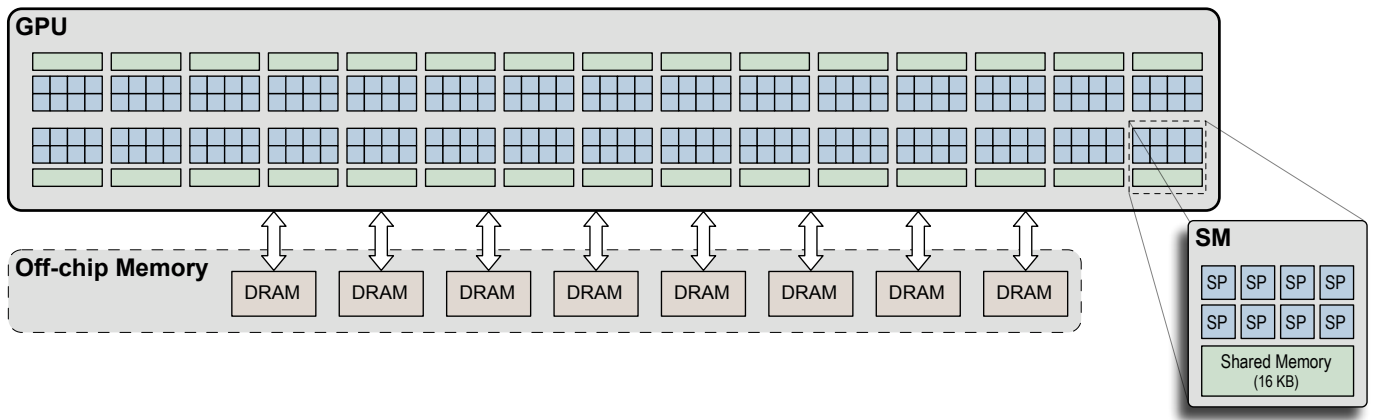 GPU
Off-chip Memory
DRAM DRAM DRAM DRAM DRAM DRAM DRAM DRAM
SM
SP SP SP SP
SP SP SP SP
Shared Memory
(16 KB)